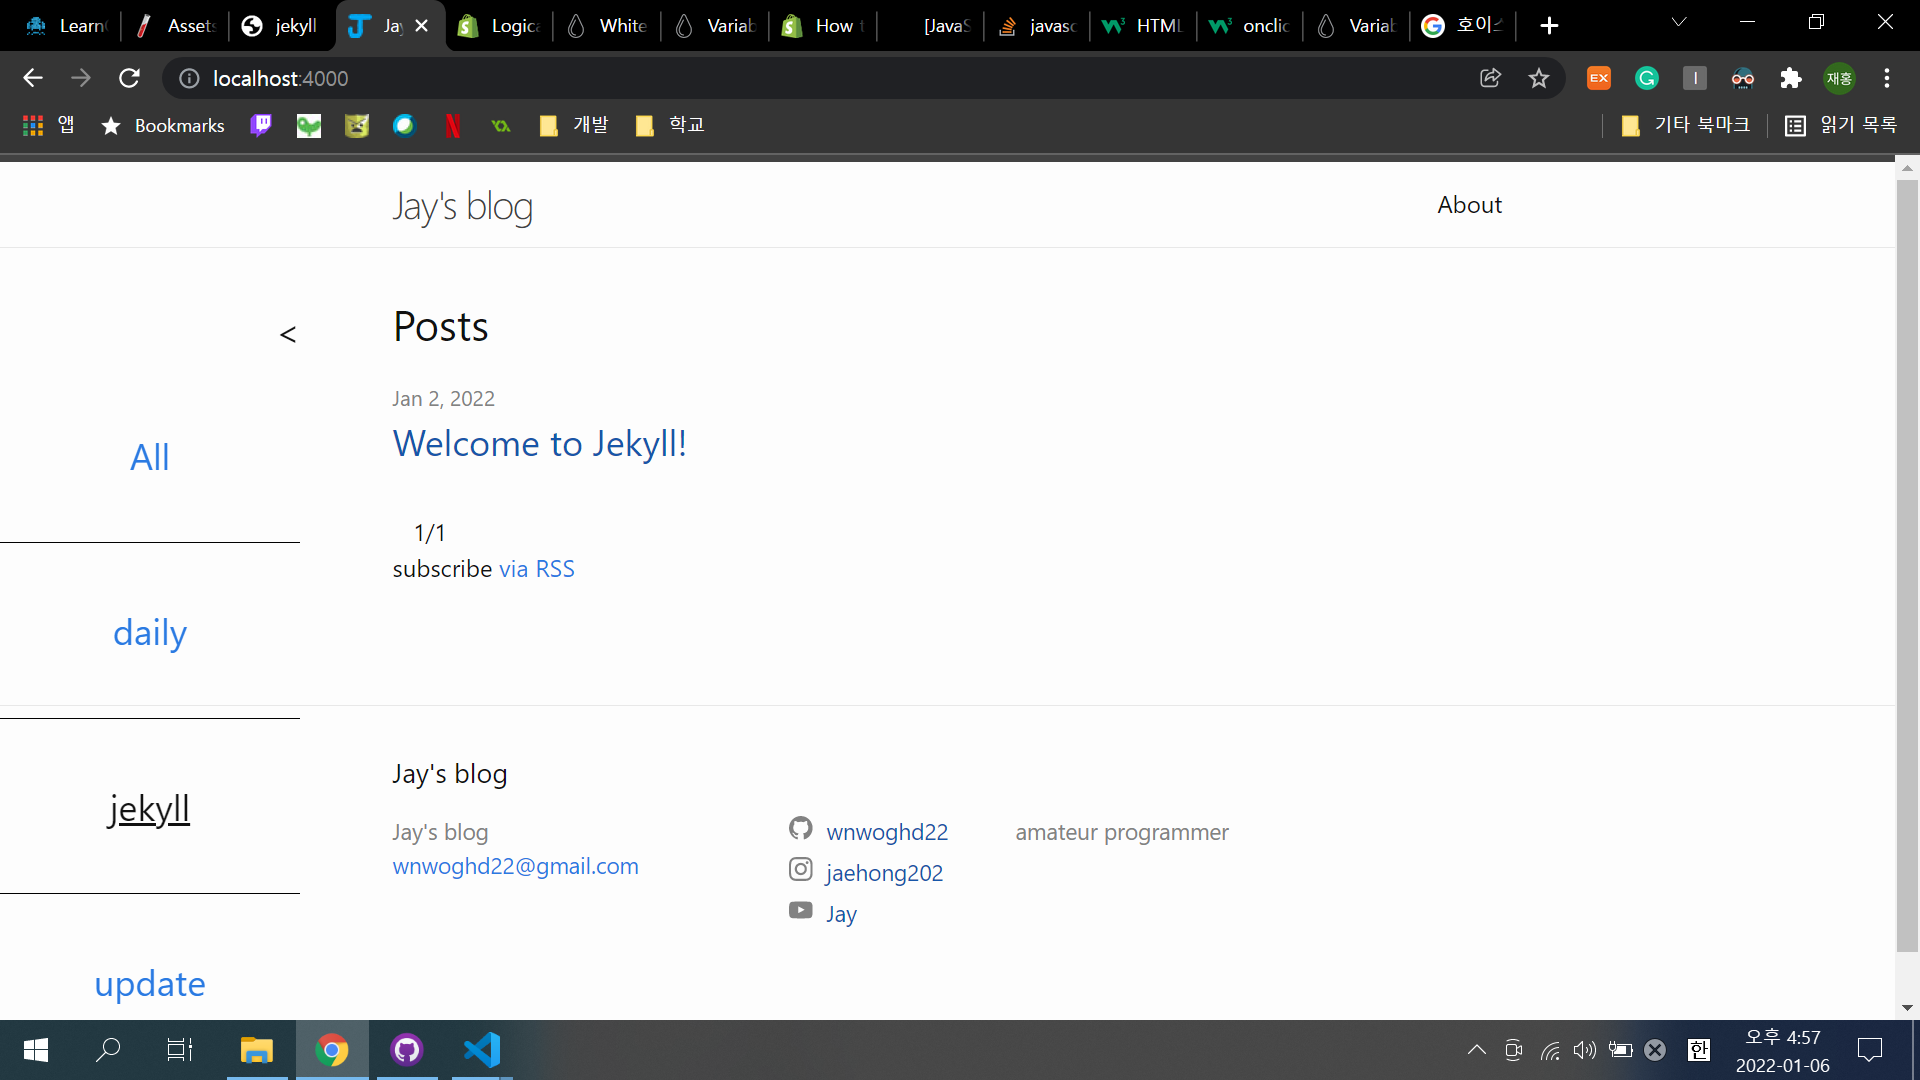 Learn
Assets
jekyll
Jay
Logica
White
Variab
How t
[JavaS
javasc
HTML
onclic
Variab
호이스
localhost:4000
EX
재홍
앱
Bookmarks
개발
학교
기타 북마크
읽기 목록
Jay's blog
About
<
Posts
Jan 2, 2022
Welcome to Jekyll!
1/1
subscribe via RSS
All
daily
jekyll
update
Jay's blog
Jay's blog
wnwoghd22@gmail.com
wnwoghd22
jaehong202
Jay
amateur programmer
한
오후 4:57
2022-01-06